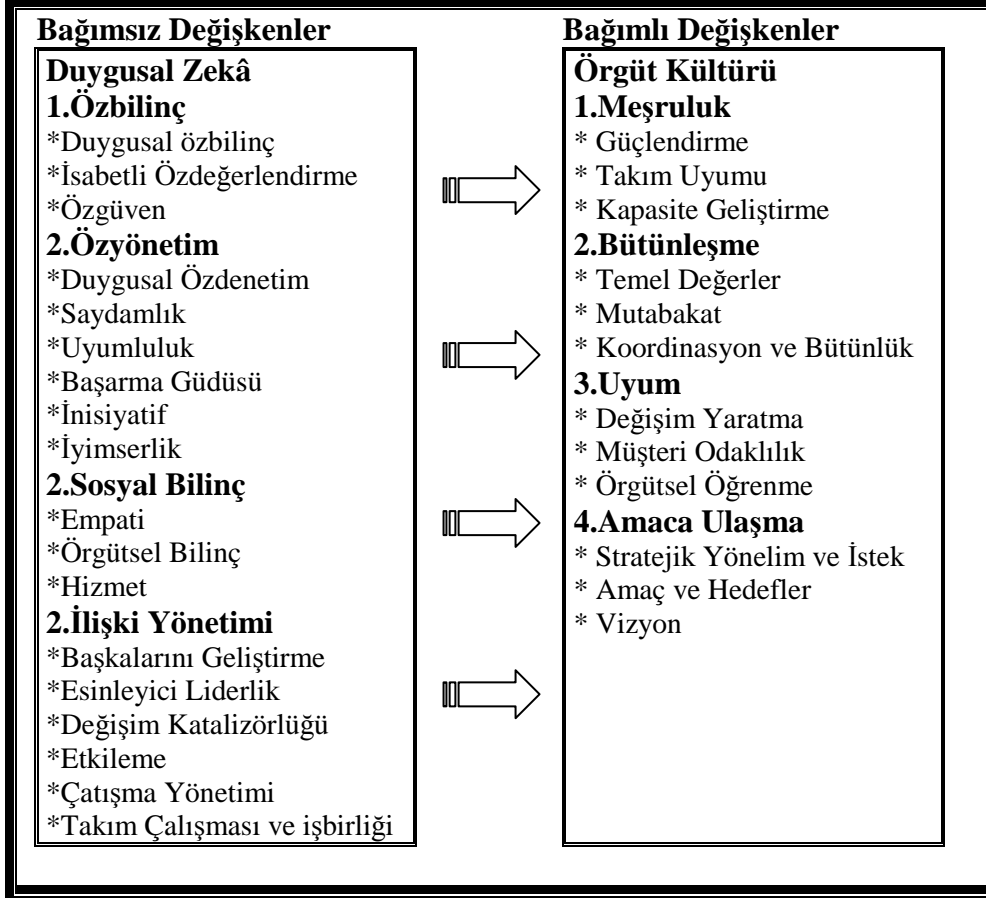 Bağımsız Değişkenler
Duygusal Zekâ
1.Özbilinç
*Duygusal özbilinç
*İsabetli Özdeğerlendirme
*Özgüven
2.Özyönetim
*Duygusal Özdenetim
*Saydamlık
*Uyumluluk
*Başarma Güdüsü
*İnisiyatif
*İyimserlik
2.Sosyal Bilinç
*Empati
*Örgütsel Bilinç
*Hizmet
2.İlişki Yönetimi
*Başkalarını Geliştirme
*Esinleyici Liderlik
*Değişim Katalizörlüğü
*Etkileme
*Çatışma Yönetimi
*Takım Çalışması ve işbirliği
Bağımlı Değişkenler
Örgüt Kültürü
1.Meşruluk
* Güçlendirme
* Takım Uyumu
* Kapasite Geliştirme
2.Bütünleşme
* Temel Değerler
* Mutabakat
* Koordinasyon ve Bütünlük
3.Uyum
* Değişim Yaratma
* Müşteri Odaklılık
* Örgütsel Öğrenme
4.Amaca Ulaşma
* Stratejik Yönelim ve İstek
* Amaç ve Hedefler
* Vizyon